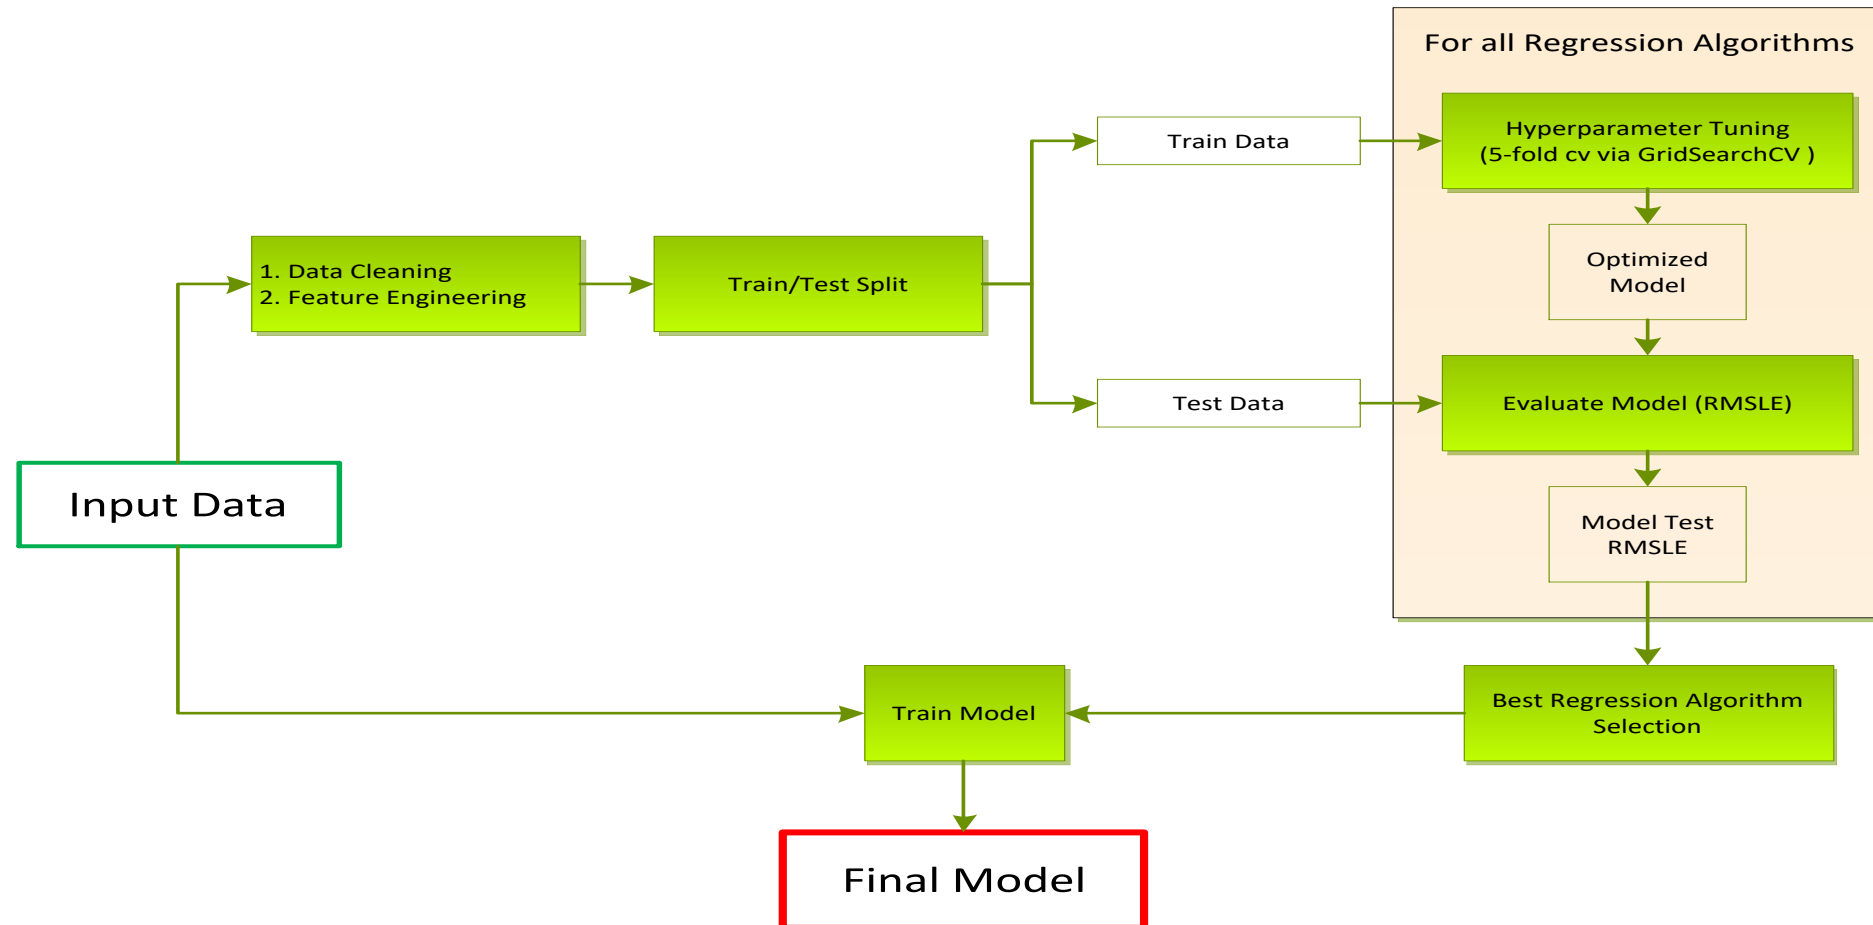 For all Regression Algorithms
Train Data
Hyperparameter Tuning
(5-fold cv via GridSearchCV )
1. Data Cleaning
2. Feature Engineering
Train/Test Split
Optimized
Model
Test Data
Evaluate Model (RMSLE)
Input Data
Model Test
RMSLE
Train Model
Best Regression Algorithm
Selection
Final Model